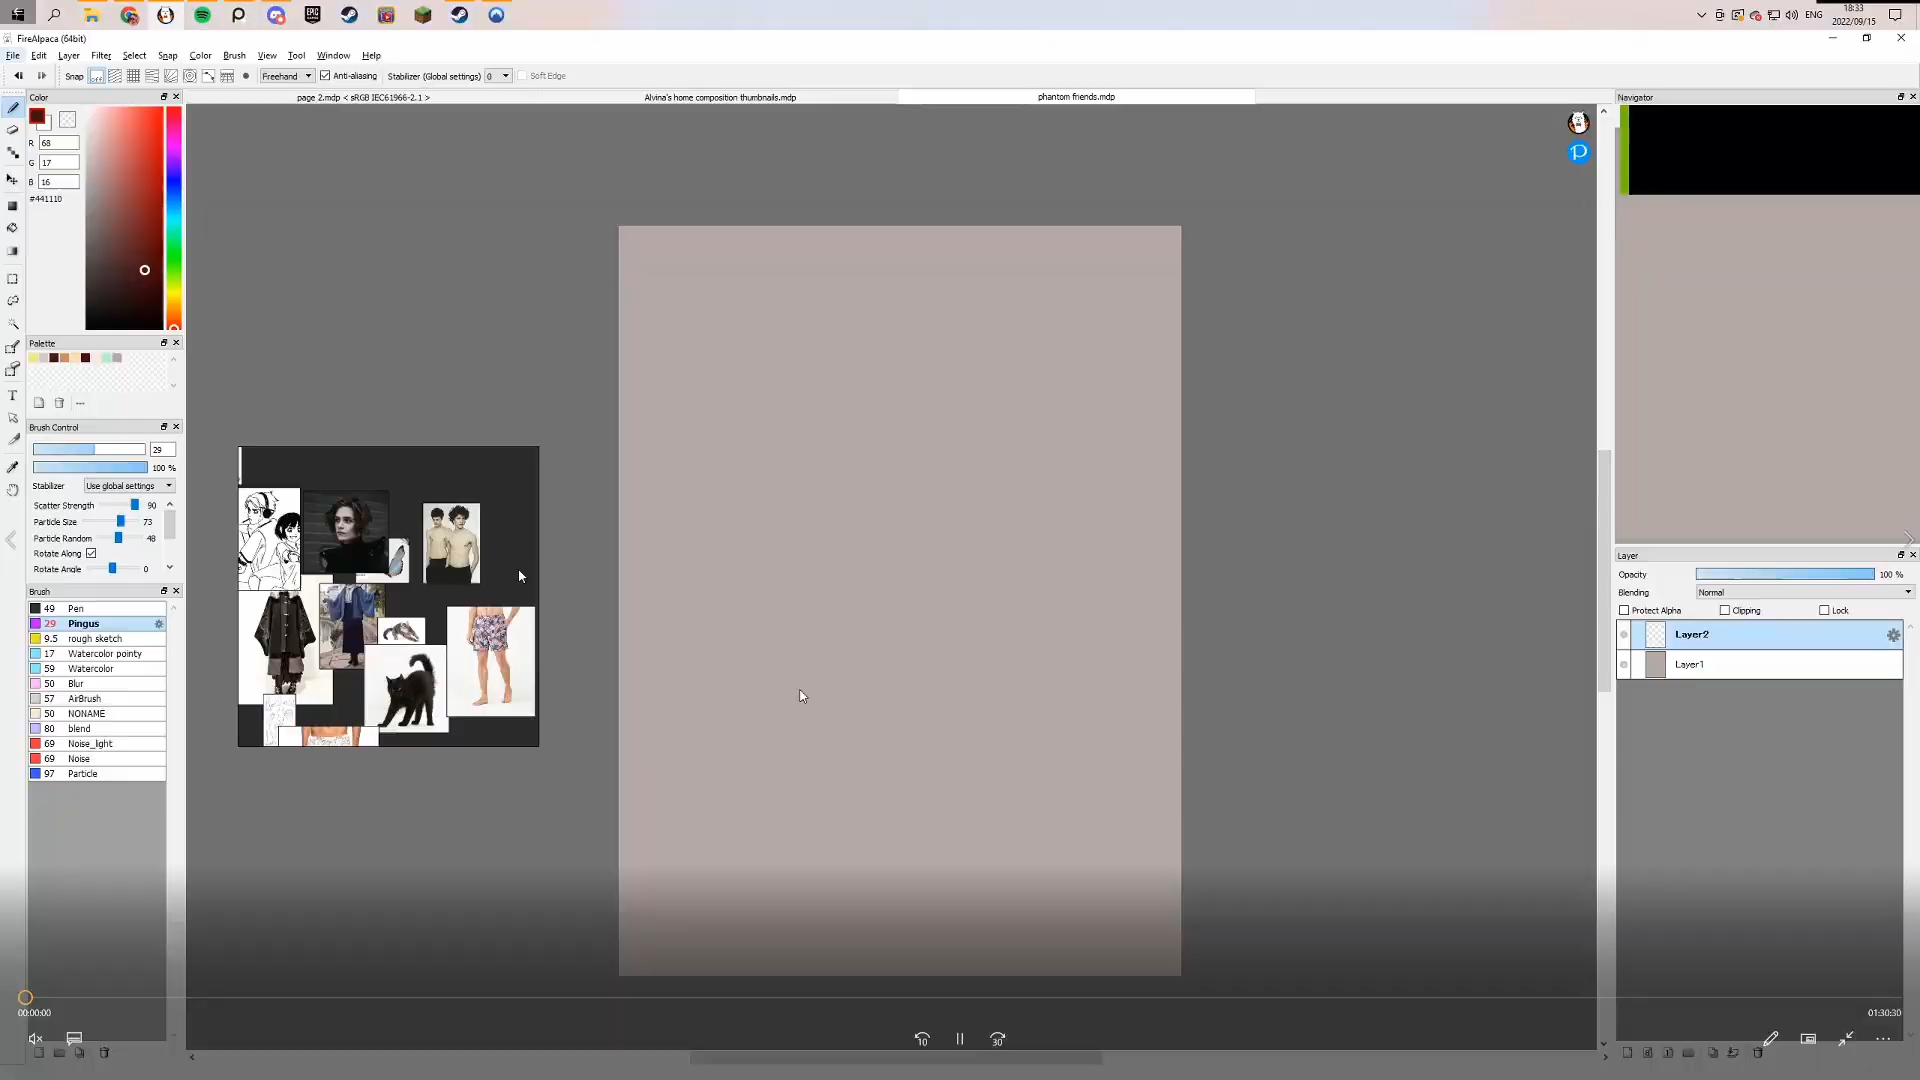 18:33
ENG
2022/09/15
FireAlpaca (64bit)
File Edit Layer Filter Select Snap Color Brush View Tool Window Help
Snap off Freehand Anti-aliasing Stabilizer (Global settings) 0 Soft Edge
Color
page 2.mdp < sRGB IEC61966-2.1 >
Alvina's home composition thumbnails.mdp
phantom friends.mdp
Navigator
R 68
G 17
B 16
#441110
Palette
Brush Control
29
100 %
Stabilizer Use global settings
Scatter Strength 90
Particle Size 73
Particle Random 48
Rotate Along
Rotate Angle 0
Brush
49 Pen
29 Pingus
9.5 rough sketch
17 Watercolor pointy
59 Watercolor
50 Blur
57 AirBrush
50 NONAME
80 blend
69 Noise_light
69 Noise
97 Particle
Layer
Opacity 100 %
Blending Normal
Protect Alpha Clipping Lock
Layer2
Layer1
00:00:00
01:30:30
10
30